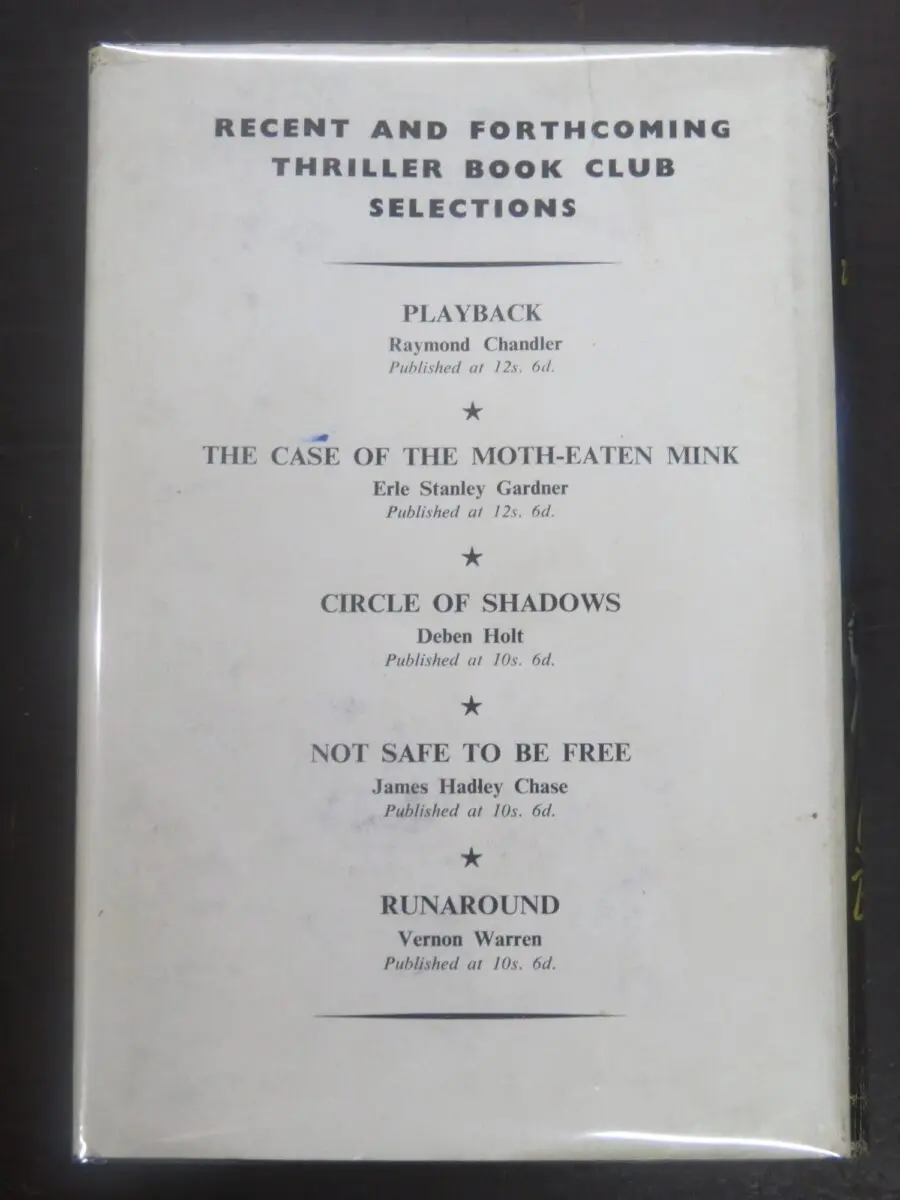 RECENT AND FORTHCOMING
THRILLER BOOK CLUB
SELECTIONS
PLAYBACK
Raymond Chandler
Published at 12s. 6d.
★
THE CASE OF THE MOTH-EATEN MINK
Erle Stanley Gardner
Published at 12s. 6d.
★
CIRCLE OF SHADOWS
Deben Holt
Published at 10s. 6d.
★
NOT SAFE TO BE FREE
James Hadley Chase
Published at 10s. 6d.
★
RUNAROUND
Vernon Warren
Published at 10s. 6d.